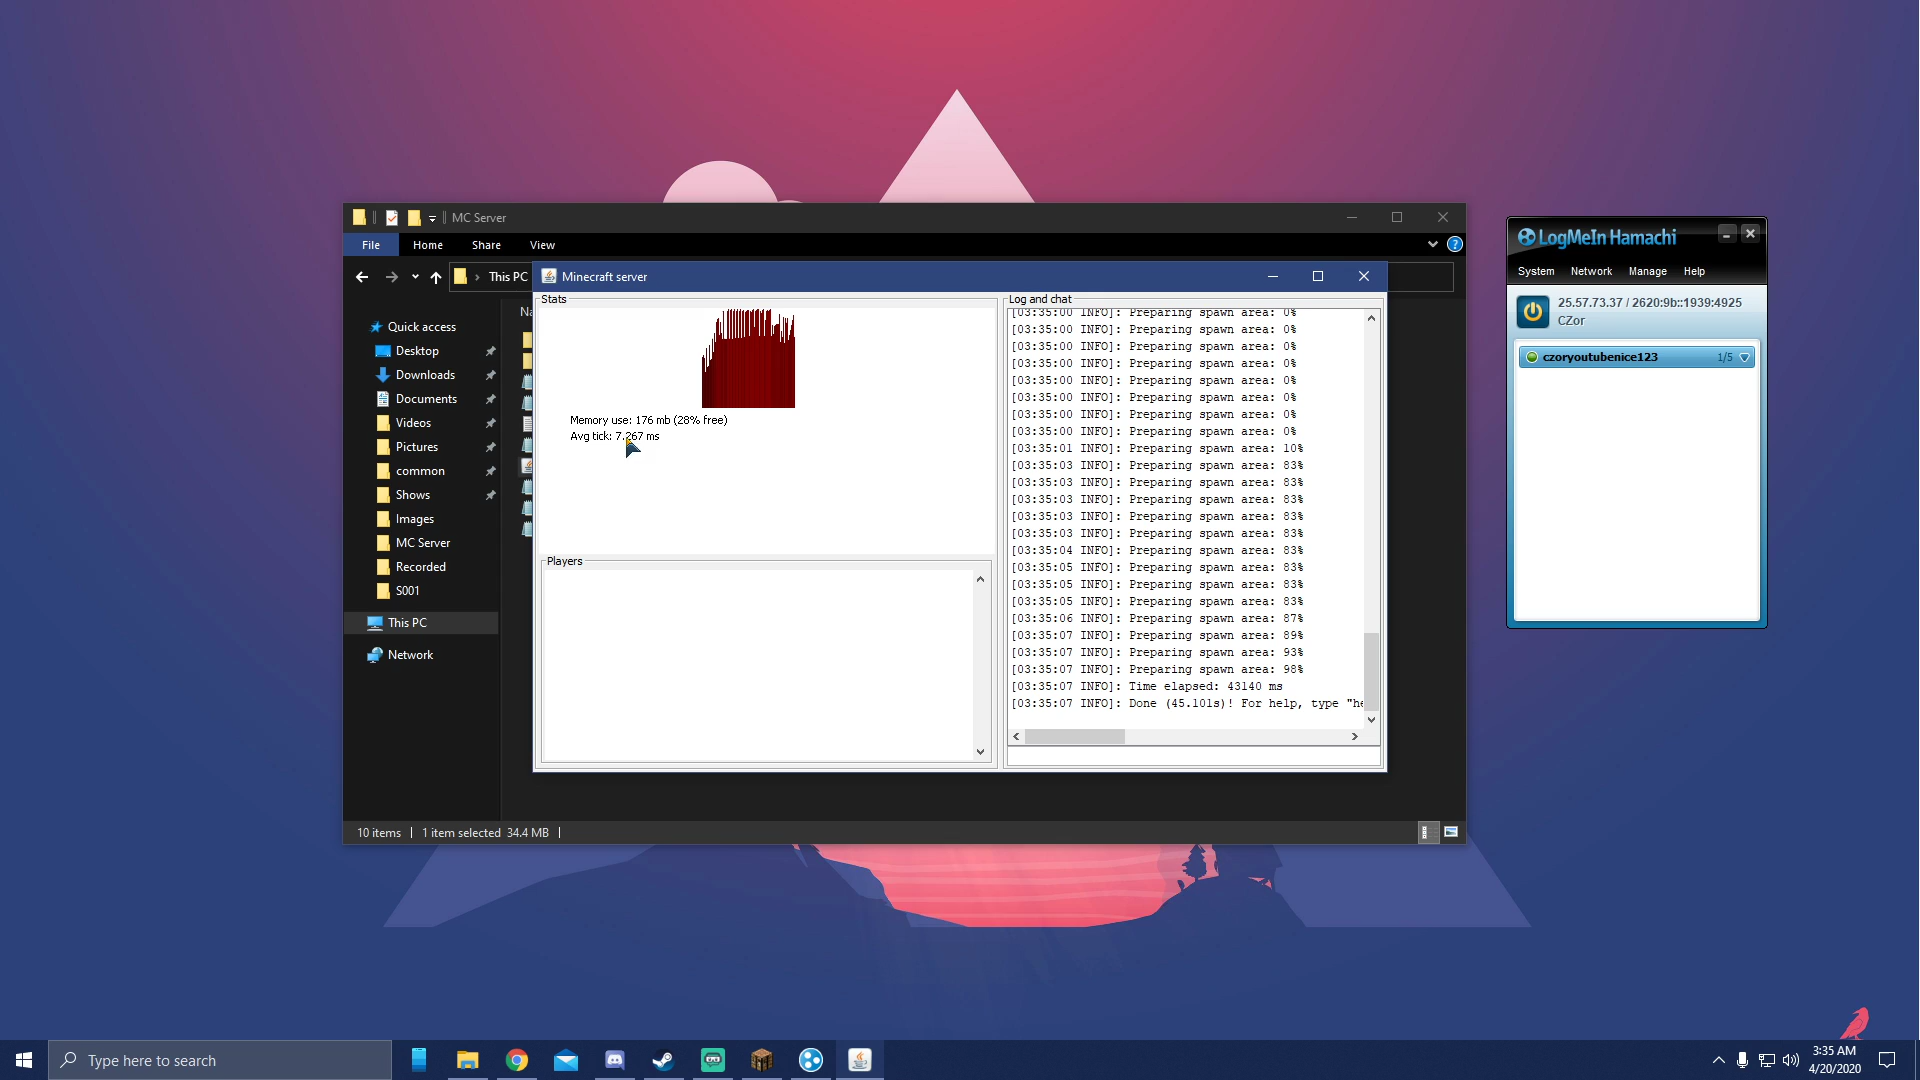 MC Server
File Home Share View
This PC
Quick access
Desktop
Downloads
Documents
Videos
Pictures
common
Shows
Images
MC Server
Recorded
S001
This PC
Network
10 items 1 item selected 34.4 MB
Minecraft server
Stats
Memory use: 176 mb (28% free)
Avg tick: 7.267 ms
Players
Log and chat
[03:35:00 INFO]: Preparing spawn area: 0%
[03:35:00 INFO]: Preparing spawn area: 0%
[03:35:00 INFO]: Preparing spawn area: 0%
[03:35:00 INFO]: Preparing spawn area: 0%
[03:35:00 INFO]: Preparing spawn area: 0%
[03:35:00 INFO]: Preparing spawn area: 0%
[03:35:00 INFO]: Preparing spawn area: 0%
[03:35:00 INFO]: Preparing spawn area: 0%
[03:35:01 INFO]: Preparing spawn area: 10%
[03:35:03 INFO]: Preparing spawn area: 83%
[03:35:03 INFO]: Preparing spawn area: 83%
[03:35:03 INFO]: Preparing spawn area: 83%
[03:35:03 INFO]: Preparing spawn area: 83%
[03:35:03 INFO]: Preparing spawn area: 83%
[03:35:04 INFO]: Preparing spawn area: 83%
[03:35:05 INFO]: Preparing spawn area: 83%
[03:35:05 INFO]: Preparing spawn area: 83%
[03:35:05 INFO]: Preparing spawn area: 83%
[03:35:06 INFO]: Preparing spawn area: 87%
[03:35:07 INFO]: Preparing spawn area: 89%
[03:35:07 INFO]: Preparing spawn area: 93%
[03:35:07 INFO]: Preparing spawn area: 98%
[03:35:07 INFO]: Time elapsed: 43140 ms
[03:35:07 INFO]: Done (45.101s)! For help, type "he
LogMeIn Hamachi
System Network Manage Help
25.57.73.37 / 2620:9b::1939:4925
CZor
czoryoutubenice123 1/5
Type here to search
3:35 AM
4/20/2020